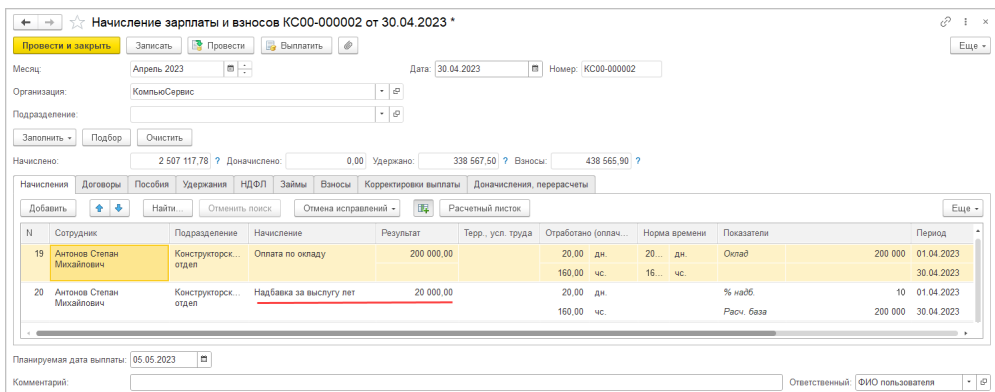 Начисление зарплаты и взносов КС00-000002 от 30.04.2023 *
Провести и закрыть Записать Провести Выплатить Еще
Месяц: Апрель 2023 Дата: 30.04.2023 Номер: КС00-000002
Организация: КомпьюСервис
Подразделение:
Заполнить Подбор Очистить
Начислено: 2 507 117,78 ? Доначислено: 0,00 Удержано: 338 567,50 ? Взносы: 438 565,90 ?
Начисления Договоры Пособия Удержания НДФЛ Займы Взносы Корректировки выплаты Доначисления, перерасчеты
Добавить Найти... Отменить поиск Отмена исправлений Расчетный листок Еще
N Сотрудник Подразделение Начисление Результат Терр., усл. труда Отработано (оплач... Норма времени Показатели Период
19 Антонов Степан Конструкторск... Оплата по окладу 200 000,00 20,00 дн. 20... дн. Оклад 200 000 01.04.2023
Михайлович отдел 160,00 чс. 16... чс. 30.04.2023
20 Антонов Степан Конструкторск... Надбавка за выслугу лет 20 000,00 20,00 дн. % надб. 10 01.04.2023
Михайлович отдел 160,00 чс. Расч. база 200 000 30.04.2023
Планируемая дата выплаты: 05.05.2023
Комментарий: Ответственный: ФИО пользователя